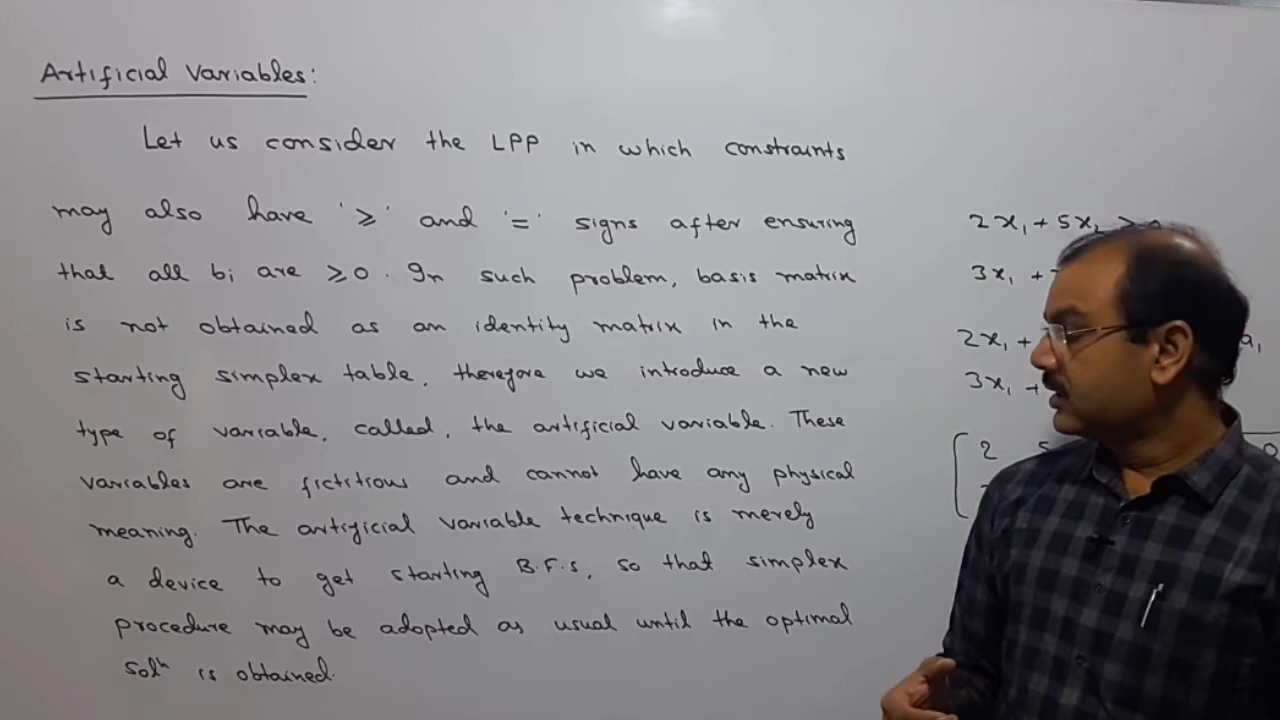 Artificial Variables:
Let us consider the LPP in which constraints
may also have '≥' and '=' signs after ensuring
that all bi are ≥0. In such problem, basis matrix
is not obtained as an identity matrix in the
starting simplex table, therefore we introduce a new
type of variable, called, the artificial variable. These
variables are fictitious and cannot have any physical
meaning. The artificial variable technique is merely
a device to get starting B.F.S, so that simplex
procedure may be adopted as usual until the optimal
solⁿ is obtained.
2x₁ + 5x₂ ≥ 0
3x₁ +
2x₁ + a₁
3x₁ +
2 5 0